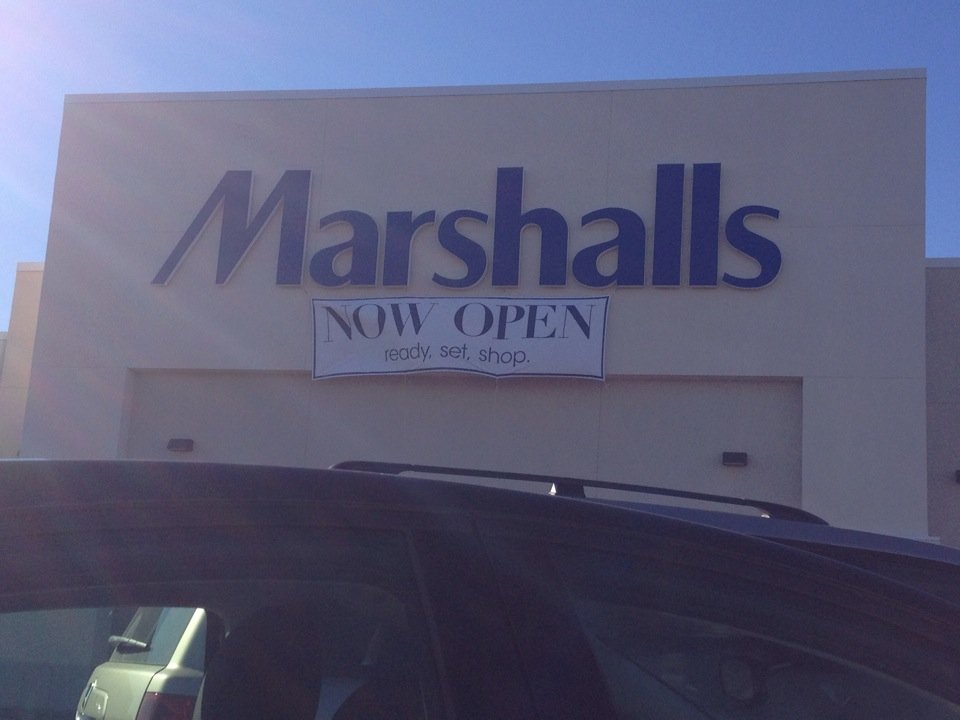 Marshalls
NOW OPEN
ready, set, shop.